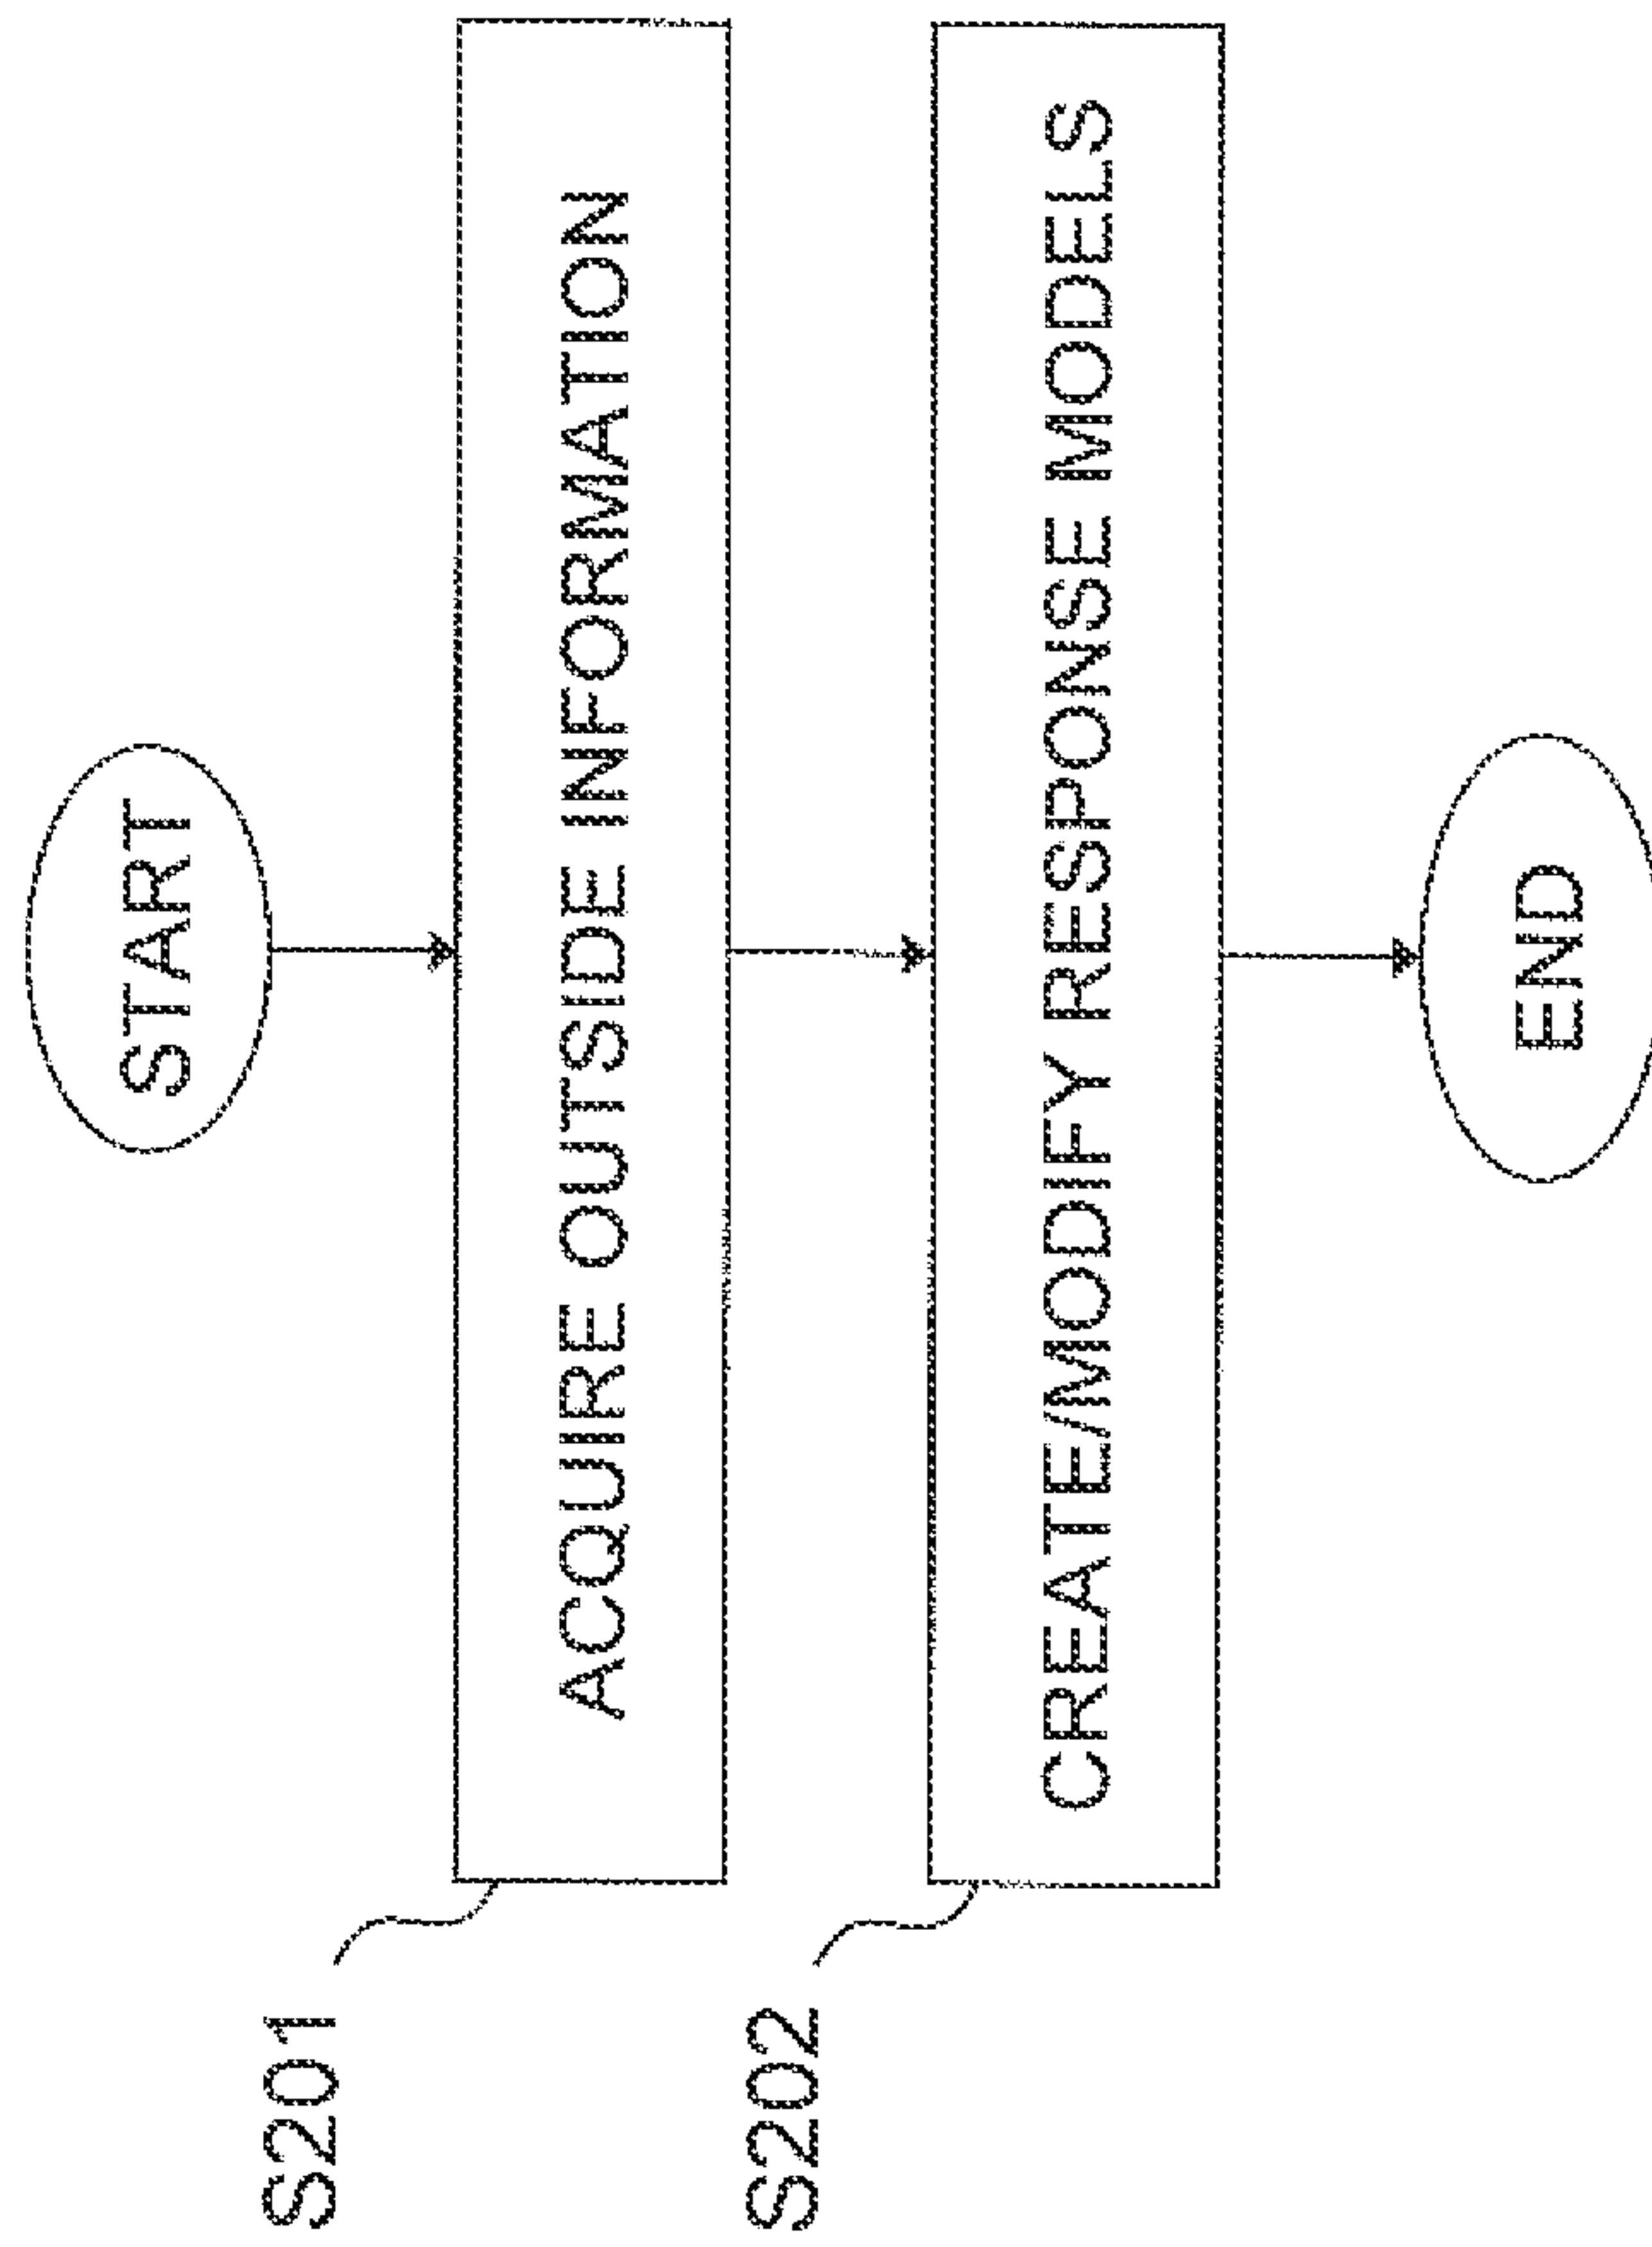 START
S201
ACQUIRE OUTSIDE INFORMATION
S202
CREATE/MODIFY RESPONSE MODELS
END